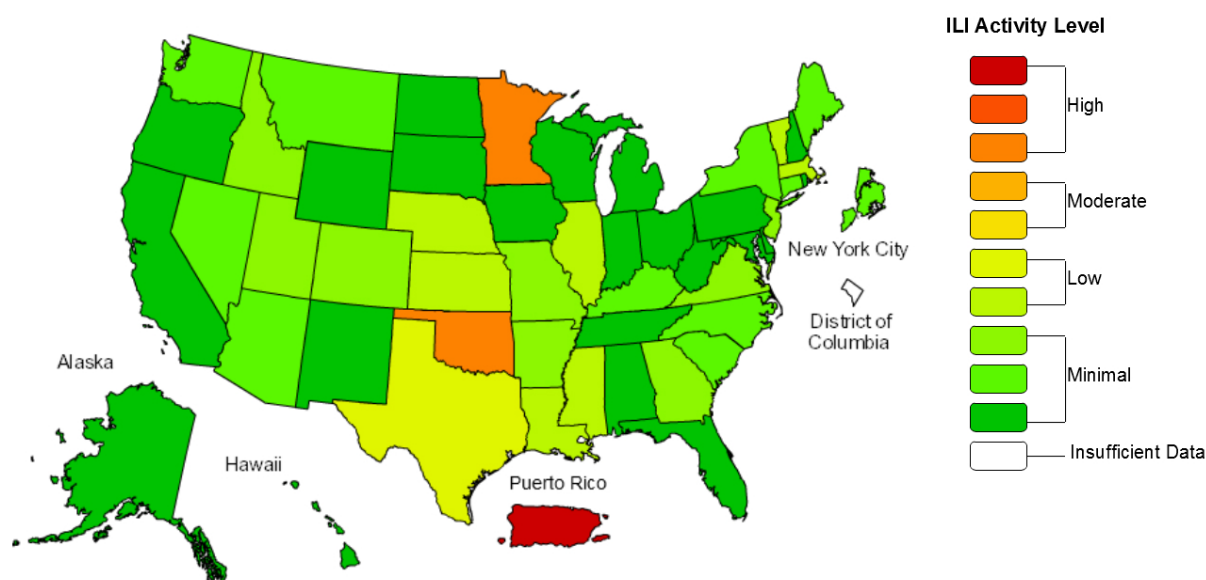 ILI Activity Level
High
Moderate
Low
Minimal
Insufficient Data
New York City
District of
Columbia
Alaska
Hawaii
Puerto Rico